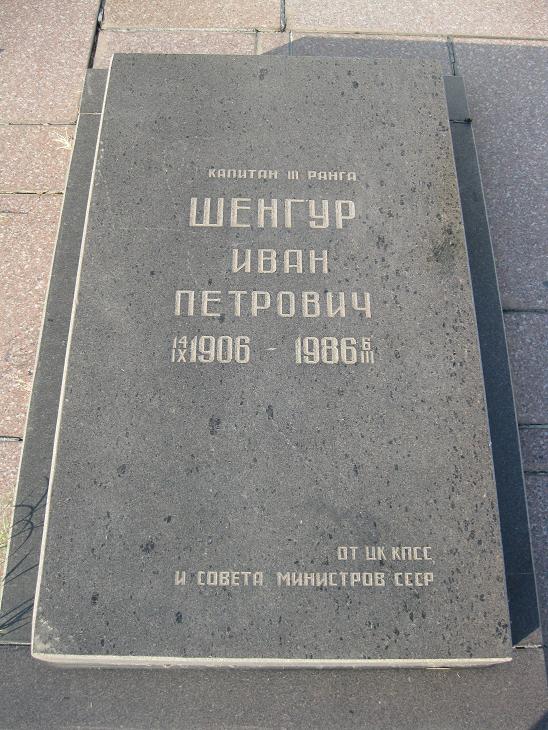 КАПИТАН III РАНГА
ШЕНГУР
ИВАН
ПЕТРОВИЧ
14 IX 1906 - 1986 6 III
ОТ ЦК КПСС
И СОВЕТА МИНИСТРОВ СССР